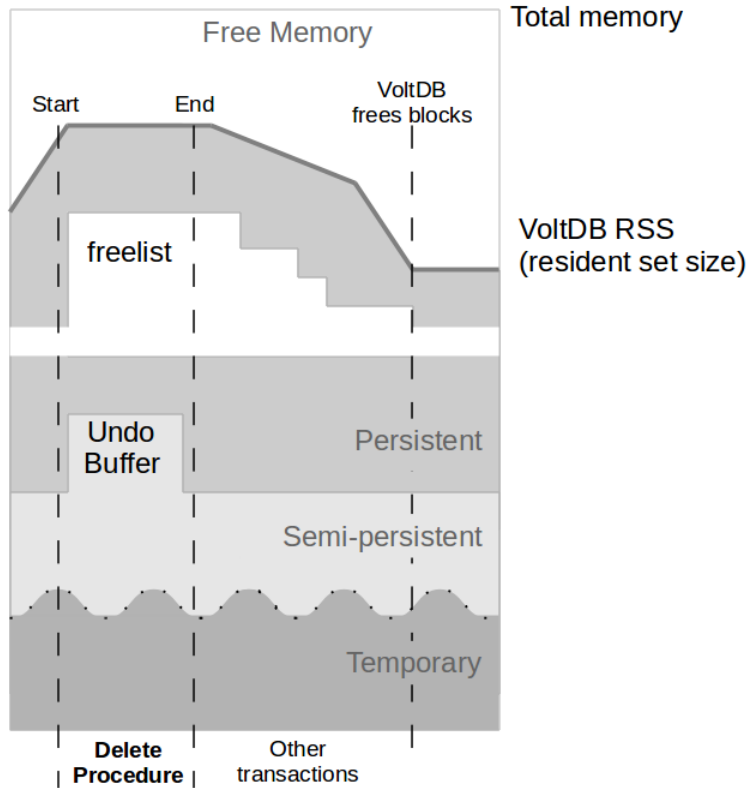 Total memory
Free Memory
Start
End
VoltDB
frees blocks
freelist
VoltDB RSS
(resident set size)
Undo
Buffer
Persistent
Semi-persistent
Temporary
Delete
Procedure
Other
transactions